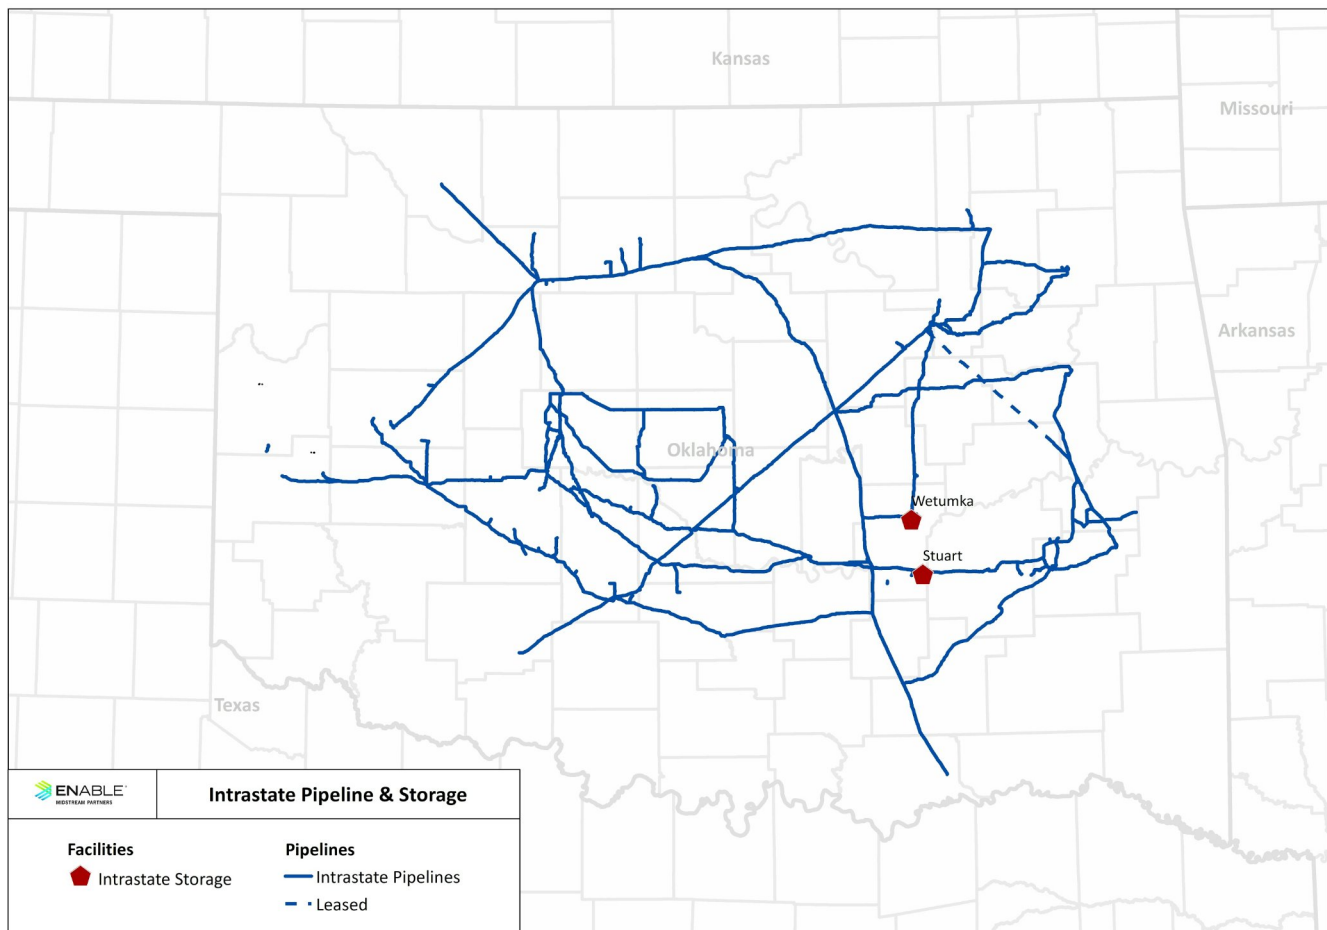 Kansas
Missouri
Arkansas
Oklahoma
Wetumka
Stuart
Texas
ENABLE
MIDSTREAM PARTNERS
Intrastate Pipeline & Storage
Facilities
Intrastate Storage
Pipelines
Intrastate Pipelines
Leased